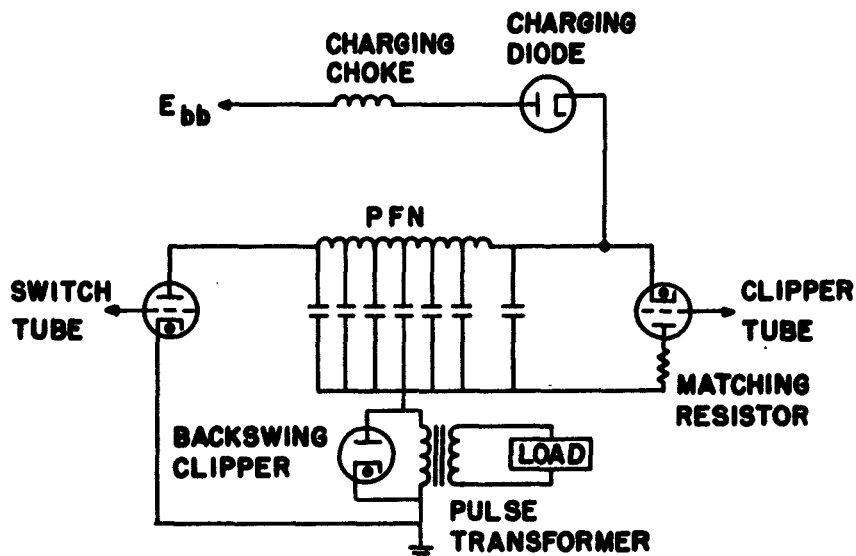 CHARGING
CHOKE
CHARGING
DIODE
E bb
PFN
SWITCH
TUBE
CLIPPER
TUBE
MATCHING
RESISTOR
BACKSWING
CLIPPER
LOAD
PULSE
TRANSFORMER